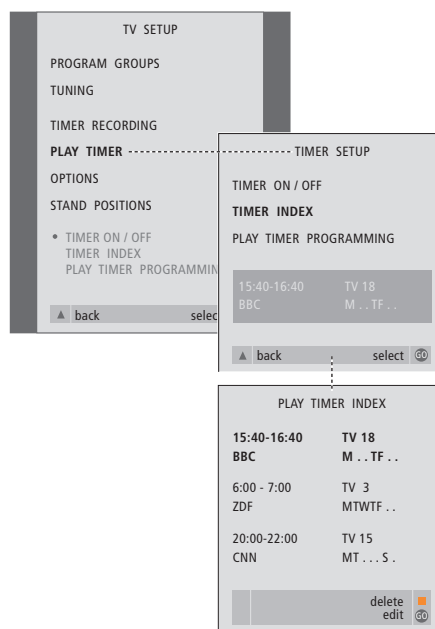 TV SETUP
PROGRAM GROUPS
TUNING
TIMER RECORDING
PLAY TIMER
OPTIONS
STAND POSITIONS
• TIMER ON / OFF
TIMER INDEX
PLAY TIMER PROGRAMMIN
▲ back selec
TIMER SETUP
TIMER ON / OFF
TIMER INDEX
PLAY TIMER PROGRAMMING
15:40-16:40 TV 18
BBC M . . TF . .
▲ back select GO
PLAY TIMER INDEX
15:40-16:40 TV 18
BBC M . . TF . .
6:00 - 7:00 TV 3
ZDF MTWTF . .
20:00-22:00 TV 15
CNN MT . . . S .
delete
edit GO